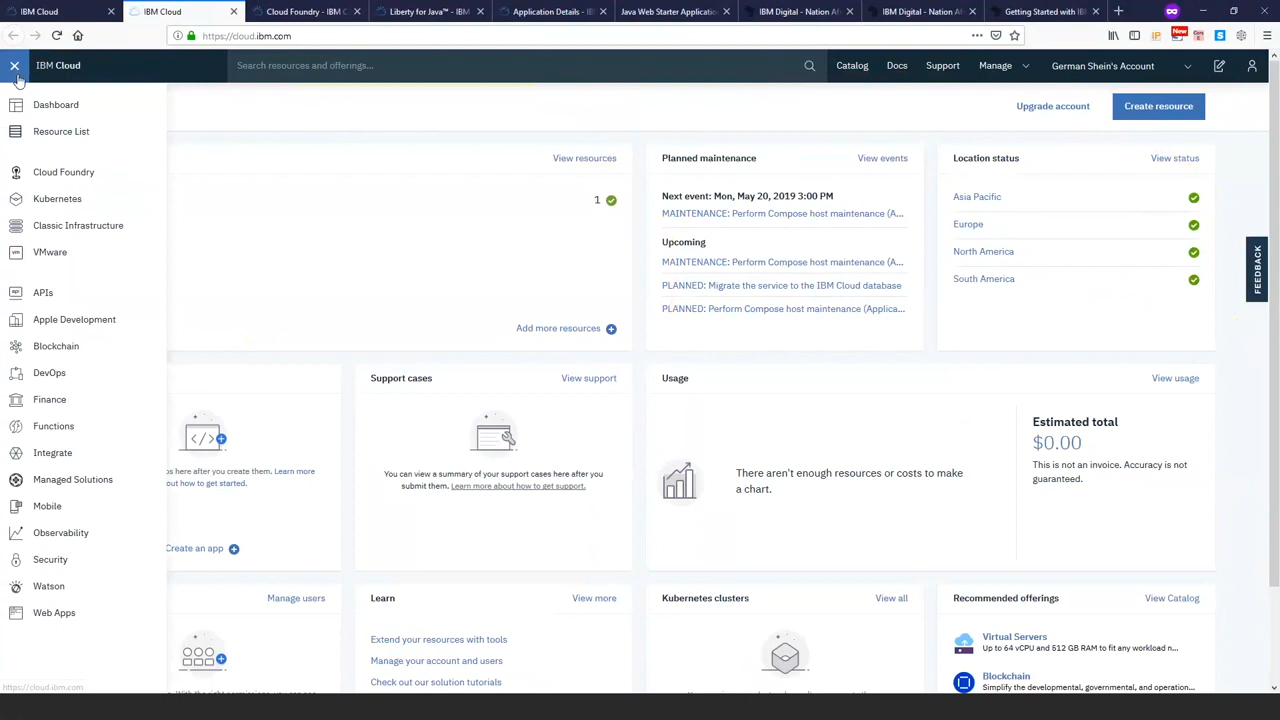 IBM Cloud
IBM Cloud
Cloud Foundry - IBM C
Liberty for Java™ - IBM
Application Details - IB
Java Web Starter Application
IBM Digital - Nation Af
IBM Digital - Nation Af
Getting Started with IB
https://cloud.ibm.com
New
IBM Cloud
Search resources and offerings...
Catalog
Docs
Support
Manage
German Shein's Account
Dashboard
Resource List
Cloud Foundry
Kubernetes
Classic Infrastructure
VMware
APIs
Apple Development
Blockchain
DevOps
Finance
Functions
Integrate
Managed Solutions
Mobile
Observability
Security
Watson
Web Apps
https://cloud.ibm.com
Upgrade account
Create resource
View resources
1
Add more resources
Planned maintenance
View events
Next event: Mon, May 20, 2019 3:00 PM
MAINTENANCE: Perform Compose host maintenance (A...
Upcoming
MAINTENANCE: Perform Compose host maintenance (A...
PLANNED: Migrate the service to the IBM Cloud database
PLANNED: Perform Compose host maintenance (Applica...
Location status
View status
Asia Pacific
Europe
North America
South America
FEEDBACK
ps here after you create them. Learn more
out how to get started.
Create an app
Support cases
View support
You can view a summary of your support cases here after you
submit them. Learn more about how to get support.
Usage
View usage
There aren't enough resources or costs to make
a chart.
Estimated total
$0.00
This is not an invoice. Accuracy is not
guaranteed.
Manage users
Learn
View more
Extend your resources with tools
Manage your account and users
Check out our solution tutorials
Kubernetes clusters
View all
Recommended offerings
View Catalog
Virtual Servers
Up to 64 vCPU and 512 GB RAM to fit any workload n...
Blockchain
Simplify the developmental, governmental, and operation...